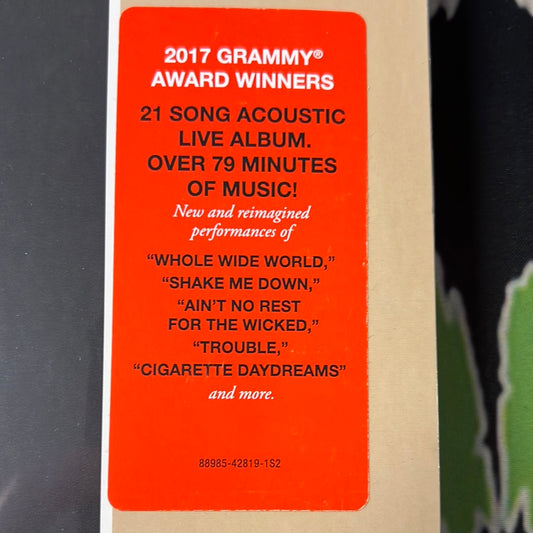 2017 GRAMMY®
AWARD WINNERS
21 SONG ACOUSTIC
LIVE ALBUM.
OVER 79 MINUTES
OF MUSIC!
New and reimagined
performances of
“WHOLE WIDE WORLD,”
“SHAKE ME DOWN,”
“AIN’T NO REST
FOR THE WICKED,”
“TROUBLE,”
“CIGARETTE DAYDREAMS”
and more.
88985-42819-1S2